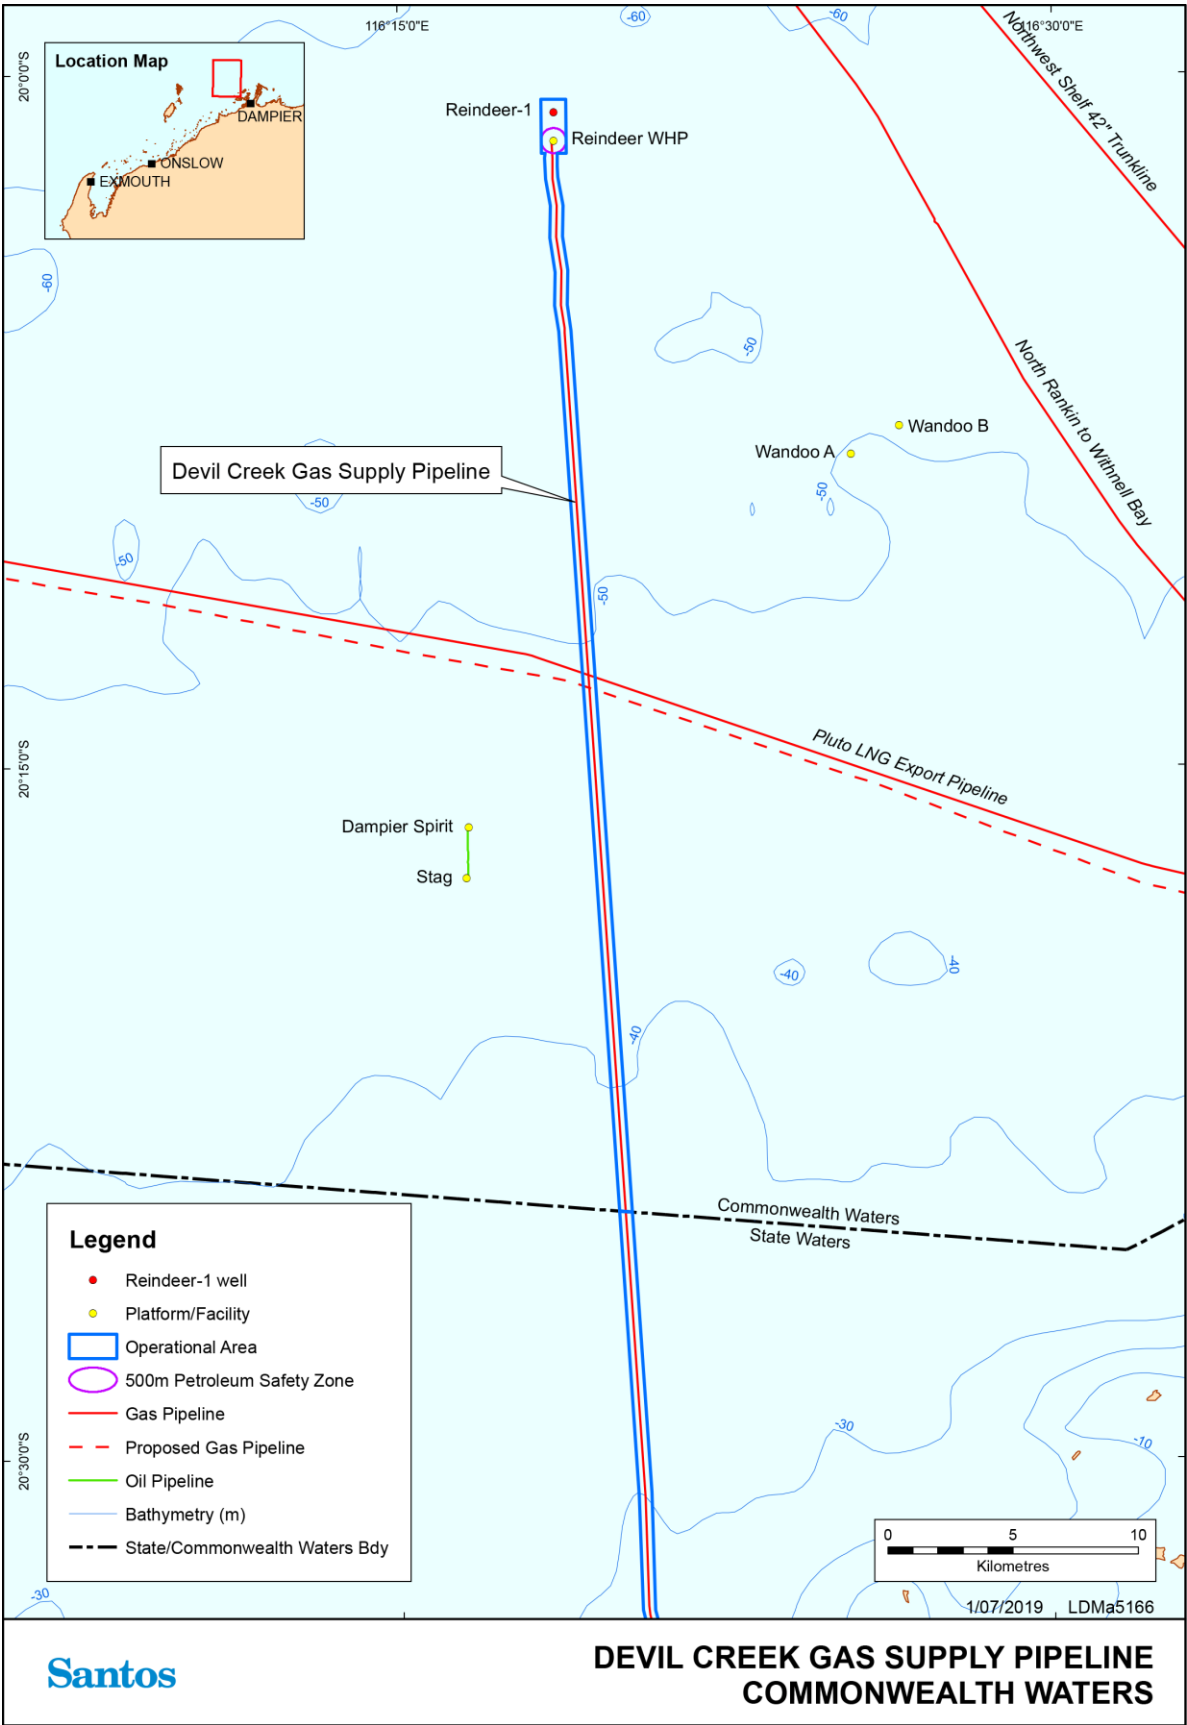 116°15'0"E
-60
-60
116°30'0"E
20°0'0"S
Location Map
DAMPIER
ONSLOW
EXMOUTH
Reindeer-1
Reindeer WHP
Northwest Shelf 42" Trunkline
-60
-50
North Rankin to Withnell Bay
Wandoo B
Wandoo A
Devil Creek Gas Supply Pipeline
-50
-50
-50
-50
Pluto LNG Export Pipeline
20°15'0"S
Dampier Spirit
Stag
-40
-40
-40
Commonwealth Waters
State Waters
Legend
Reindeer-1 well
Platform/Facility
Operational Area
500m Petroleum Safety Zone
Gas Pipeline
Proposed Gas Pipeline
Oil Pipeline
Bathymetry (m)
State/Commonwealth Waters Bdy
-30
-10
20°30'0"S
0 5 10
Kilometres
-30
1/07/2019 LDMa5166
Santos
DEVIL CREEK GAS SUPPLY PIPELINE
COMMONWEALTH WATERS